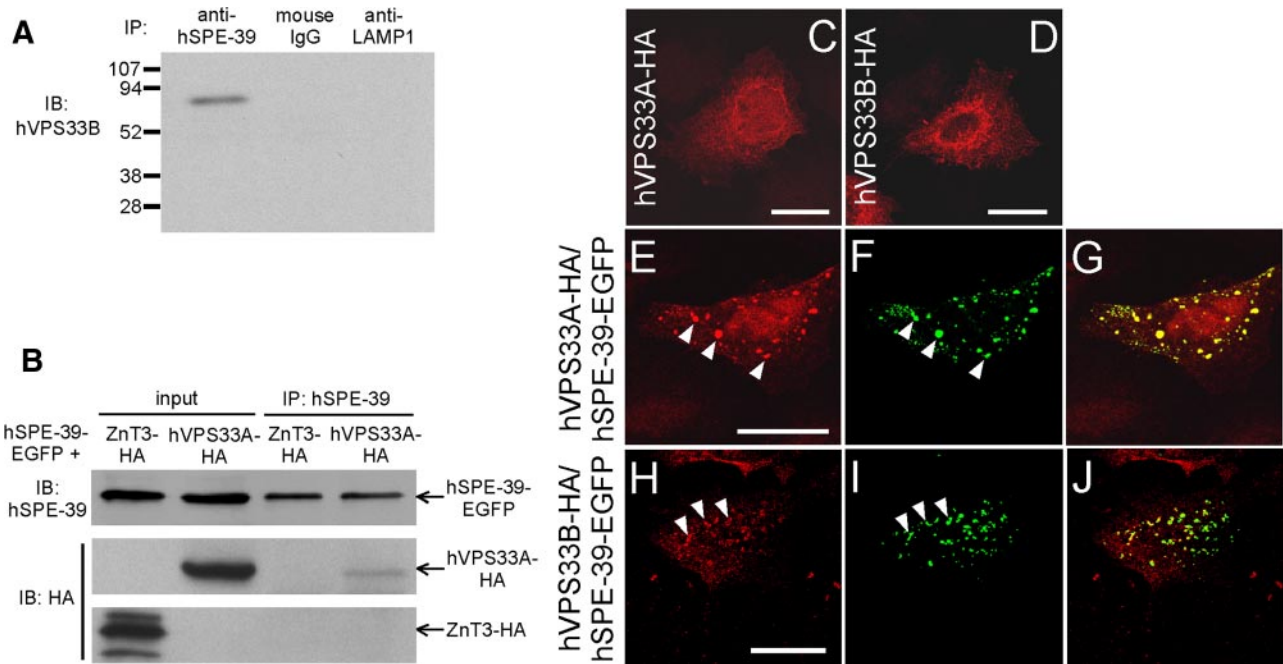 A
IP:
anti-
hSPE-39
mouse
IgG
anti-
LAMP1
IB:
hVPS33B
107
94
52
38
28
B
input
IP: hSPE-39
hSPE-39-
EGFP +
ZnT3-
HA
hVPS33A-
HA
ZnT3-
HA
hVPS33A-
HA
IB:
hSPE-39
hSPE-39-
EGFP
IB: HA
hVPS33A-
HA
ZnT3-HA
hVPS33A-HA
C
hVPS33B-HA
D
hVPS33A-HA/
hSPE-39-EGFP
E
F
G
hVPS33B-HA/
hSPE-39-EGFP
H
I
J